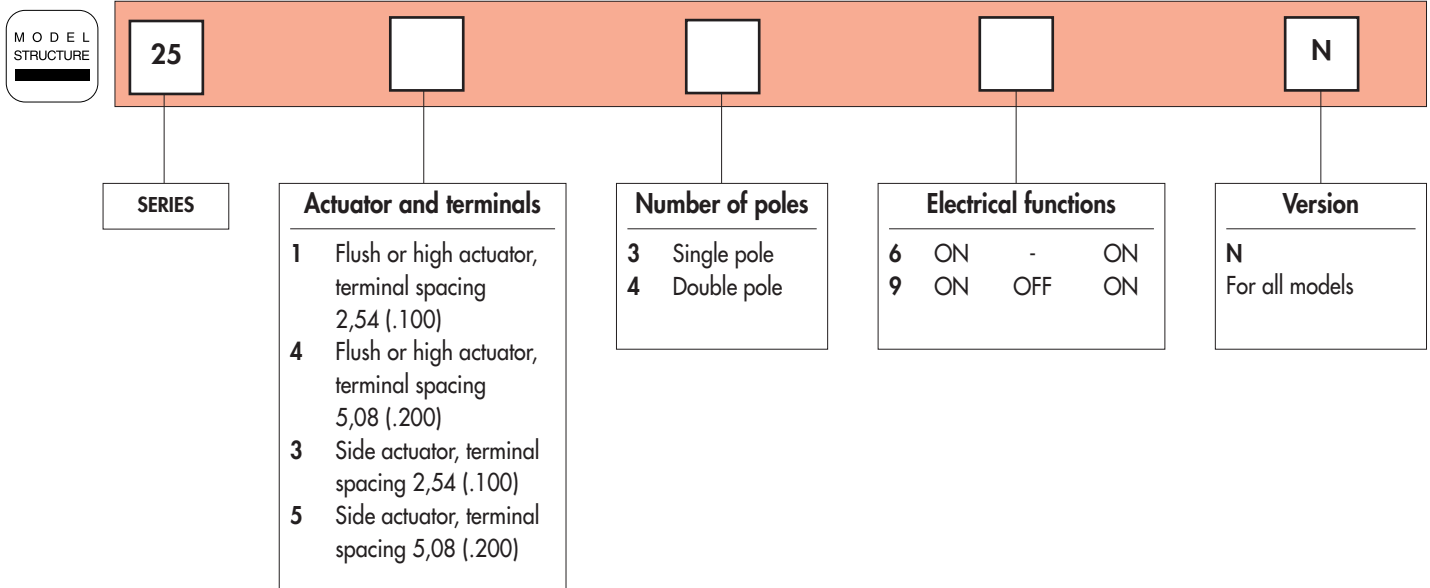 MODEL
STRUCTURE
25
N
SERIES
Actuator and terminals
1 Flush or high actuator,
terminal spacing
2,54 (.100)
4 Flush or high actuator,
terminal spacing
5,08 (.200)
3 Side actuator, terminal
spacing 2,54 (.100)
5 Side actuator, terminal
spacing 5,08 (.200)
Number of poles
3 Single pole
4 Double pole
Electrical functions
6 ON - ON
9 ON OFF ON
Version
N
For all models